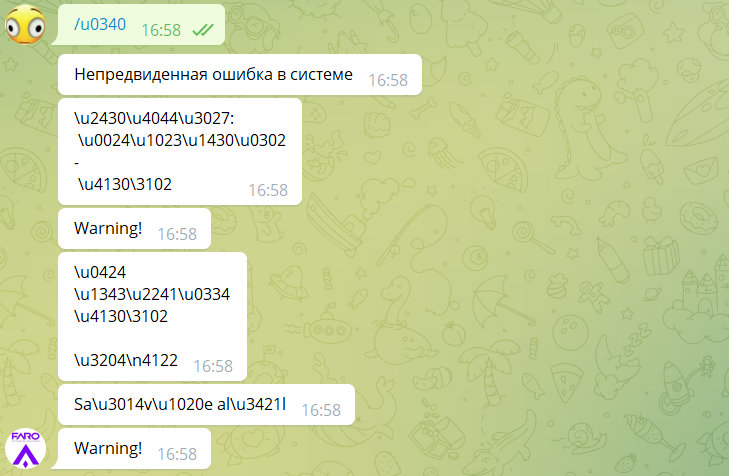 /u0340 16:58
Непредвиденная ошибка в системе 16:58
\u2430\u4044\u3027:
\u0024\u1023\u1430\u0302
-
\u4130\3102 16:58
Warning! 16:58
\u0424
\u1343\u2241\u0334
\u4130\3102
\u3204\n4122 16:58
Sa\u3014v\u1020e al\u3421l 16:58
FARO
Warning! 16:58